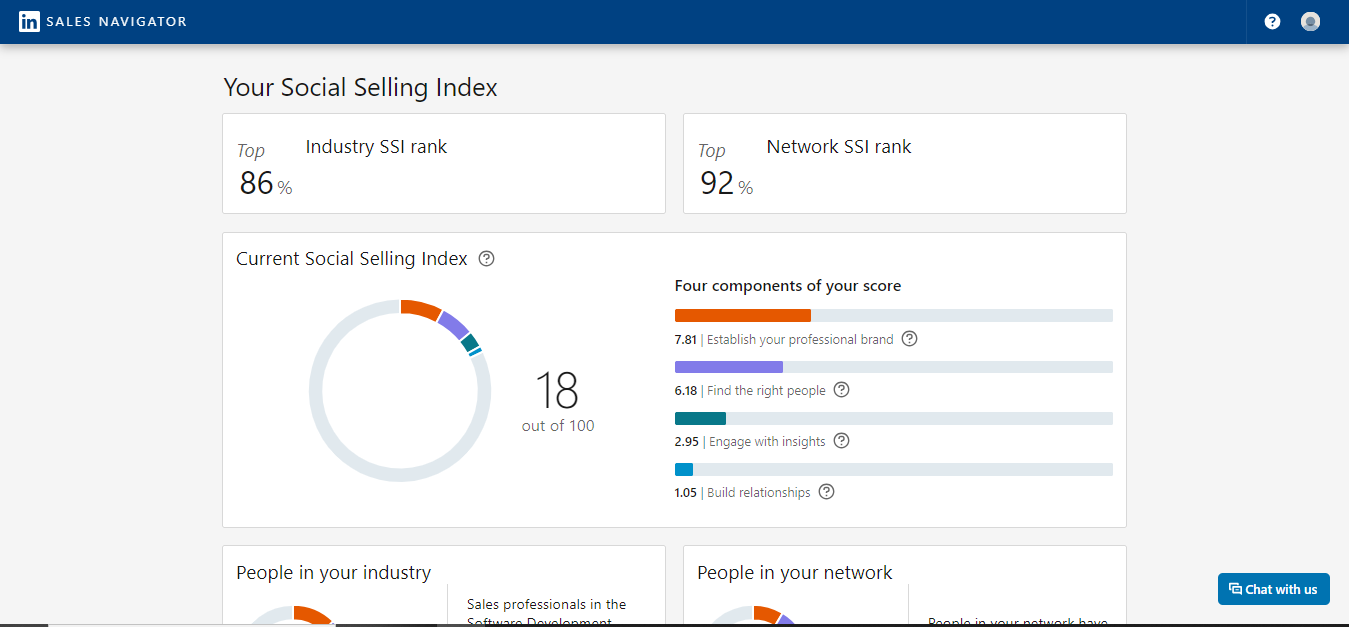 in SALES NAVIGATOR
?
Your Social Selling Index
Top Industry SSI rank
86 %
Top Network SSI rank
92 %
Current Social Selling Index ?
18
out of 100
Four components of your score
7.81 | Establish your professional brand ?
6.18 | Find the right people ?
2.95 | Engage with insights ?
1.05 | Build relationships ?
People in your industry
Sales professionals in the
Software Development
People in your network
People in your network have
Chat with us